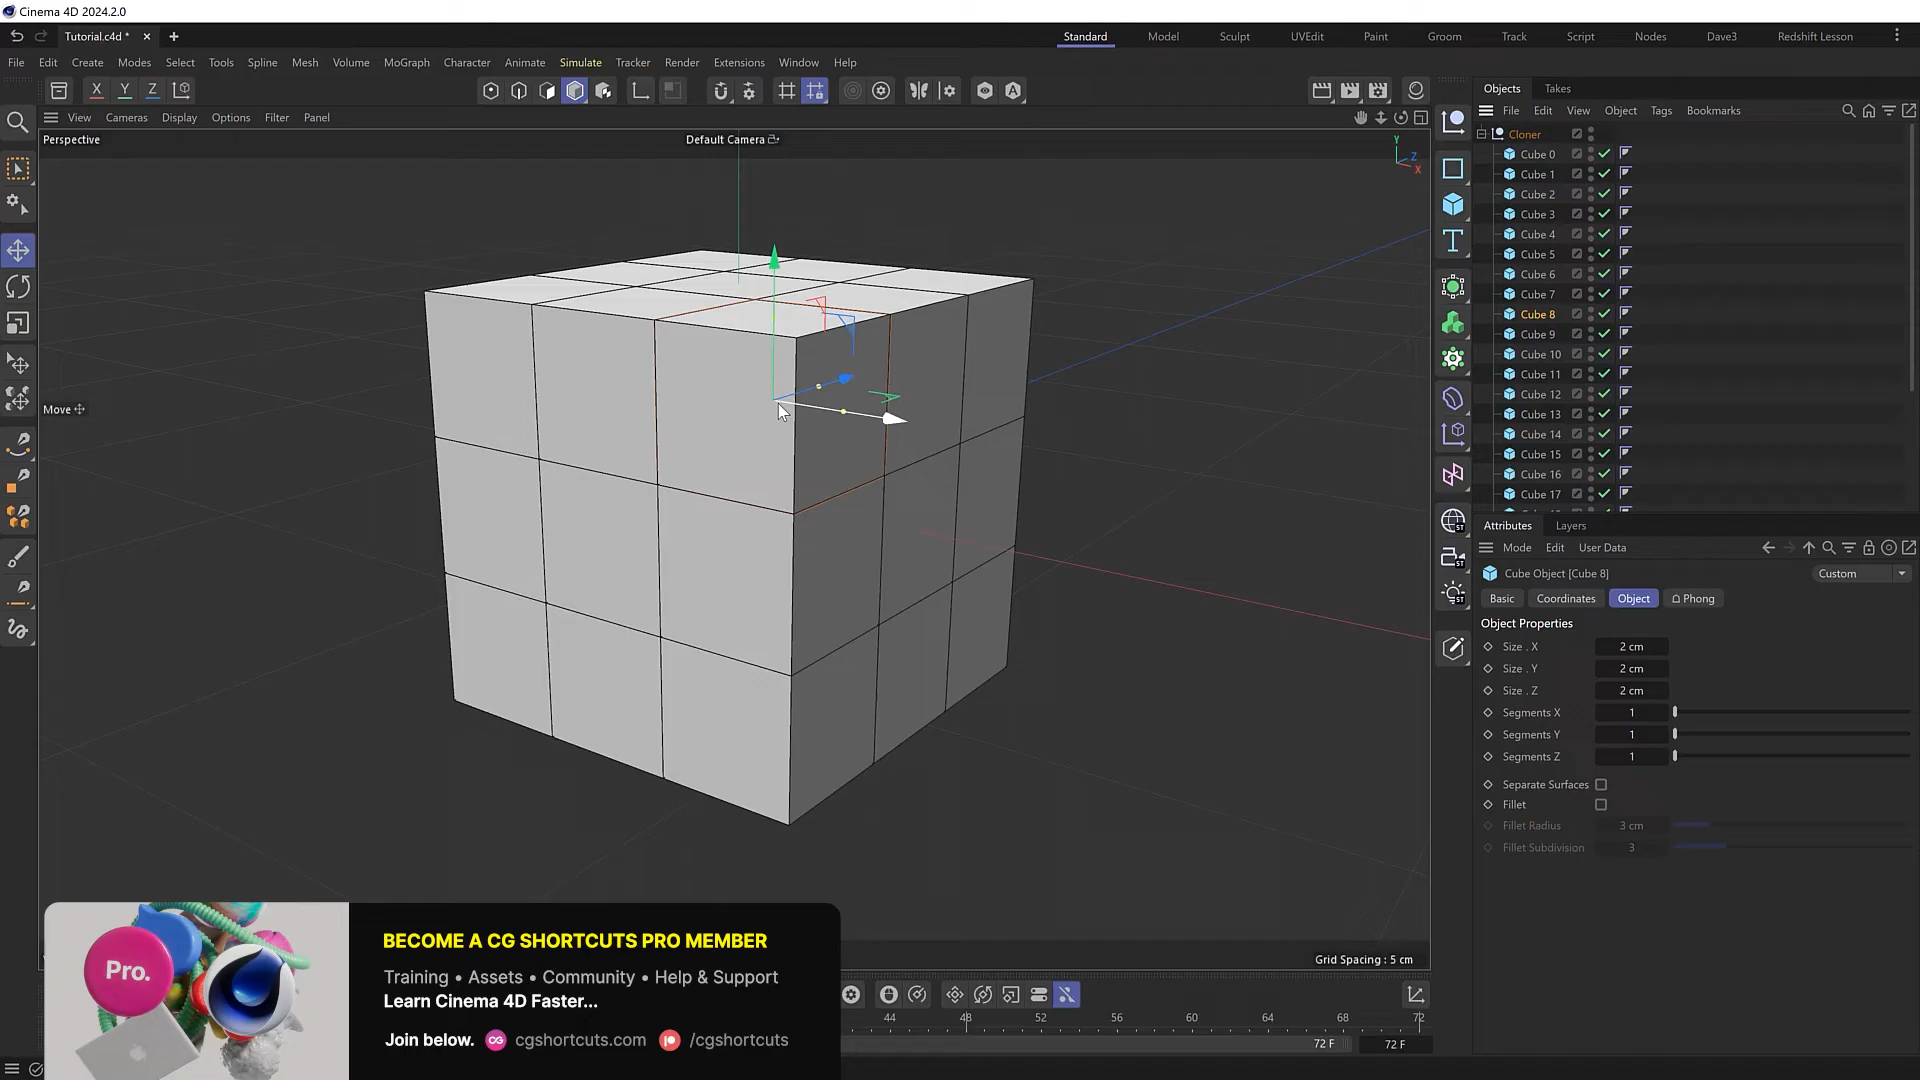 Cinema 4D 2024.2.0
Tutorial.c4d *
Standard Model Sculpt UVEdit Paint Groom Track Script Nodes Dave3 Redshift Lesson
File Edit Create Modes Select Tools Spline Mesh Volume MoGraph Character Animate Simulate Tracker Render Extensions Window Help
X Y Z
View Cameras Display Options Filter Panel
Perspective
Default Camera
Y
Z
X
Move
Grid Spacing : 5 cm
Objects Takes
File Edit View Object Tags Bookmarks
Cloner
Cube 0
Cube 1
Cube 2
Cube 3
Cube 4
Cube 5
Cube 6
Cube 7
Cube 8
Cube 9
Cube 10
Cube 11
Cube 12
Cube 13
Cube 14
Cube 15
Cube 16
Cube 17
Attributes Layers
Mode Edit User Data
Cube Object [Cube 8]
Custom
Basic Coordinates Object Phong
Object Properties
Size . X 2 cm
Size . Y 2 cm
Size . Z 2 cm
Segments X 1
Segments Y 1
Segments Z 1
Separate Surfaces
Fillet
Fillet Radius 3 cm
Fillet Subdivision 3
44 48 52 56 60 64 68 72
72 F 72 F
Pro.
BECOME A CG SHORTCUTS PRO MEMBER
Training • Assets • Community • Help & Support
Learn Cinema 4D Faster...
Join below. CG cgshortcuts.com /cgshortcuts